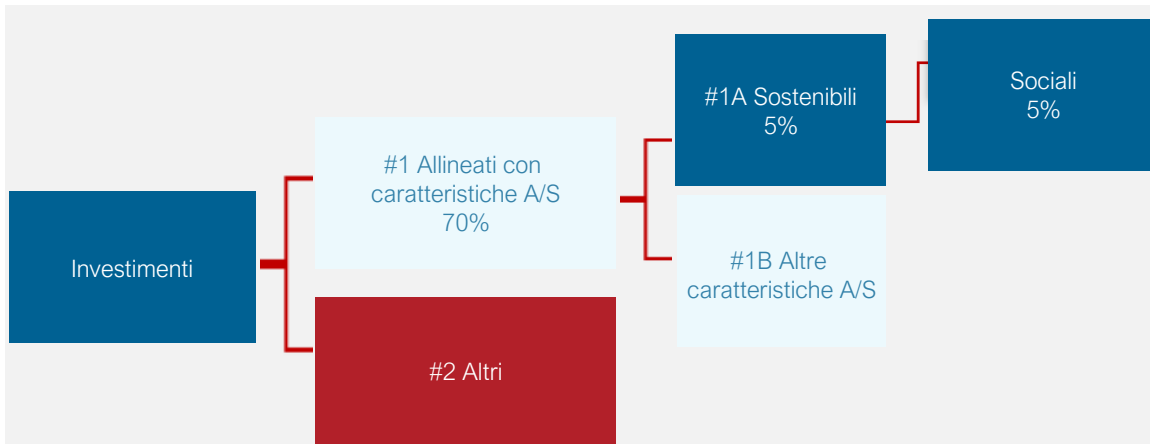 Investimenti
#1 Allineati con
caratteristiche A/S
70%
#2 Altri
#1A Sostenibili
5%
#1B Altre
caratteristiche A/S
Sociali
5%